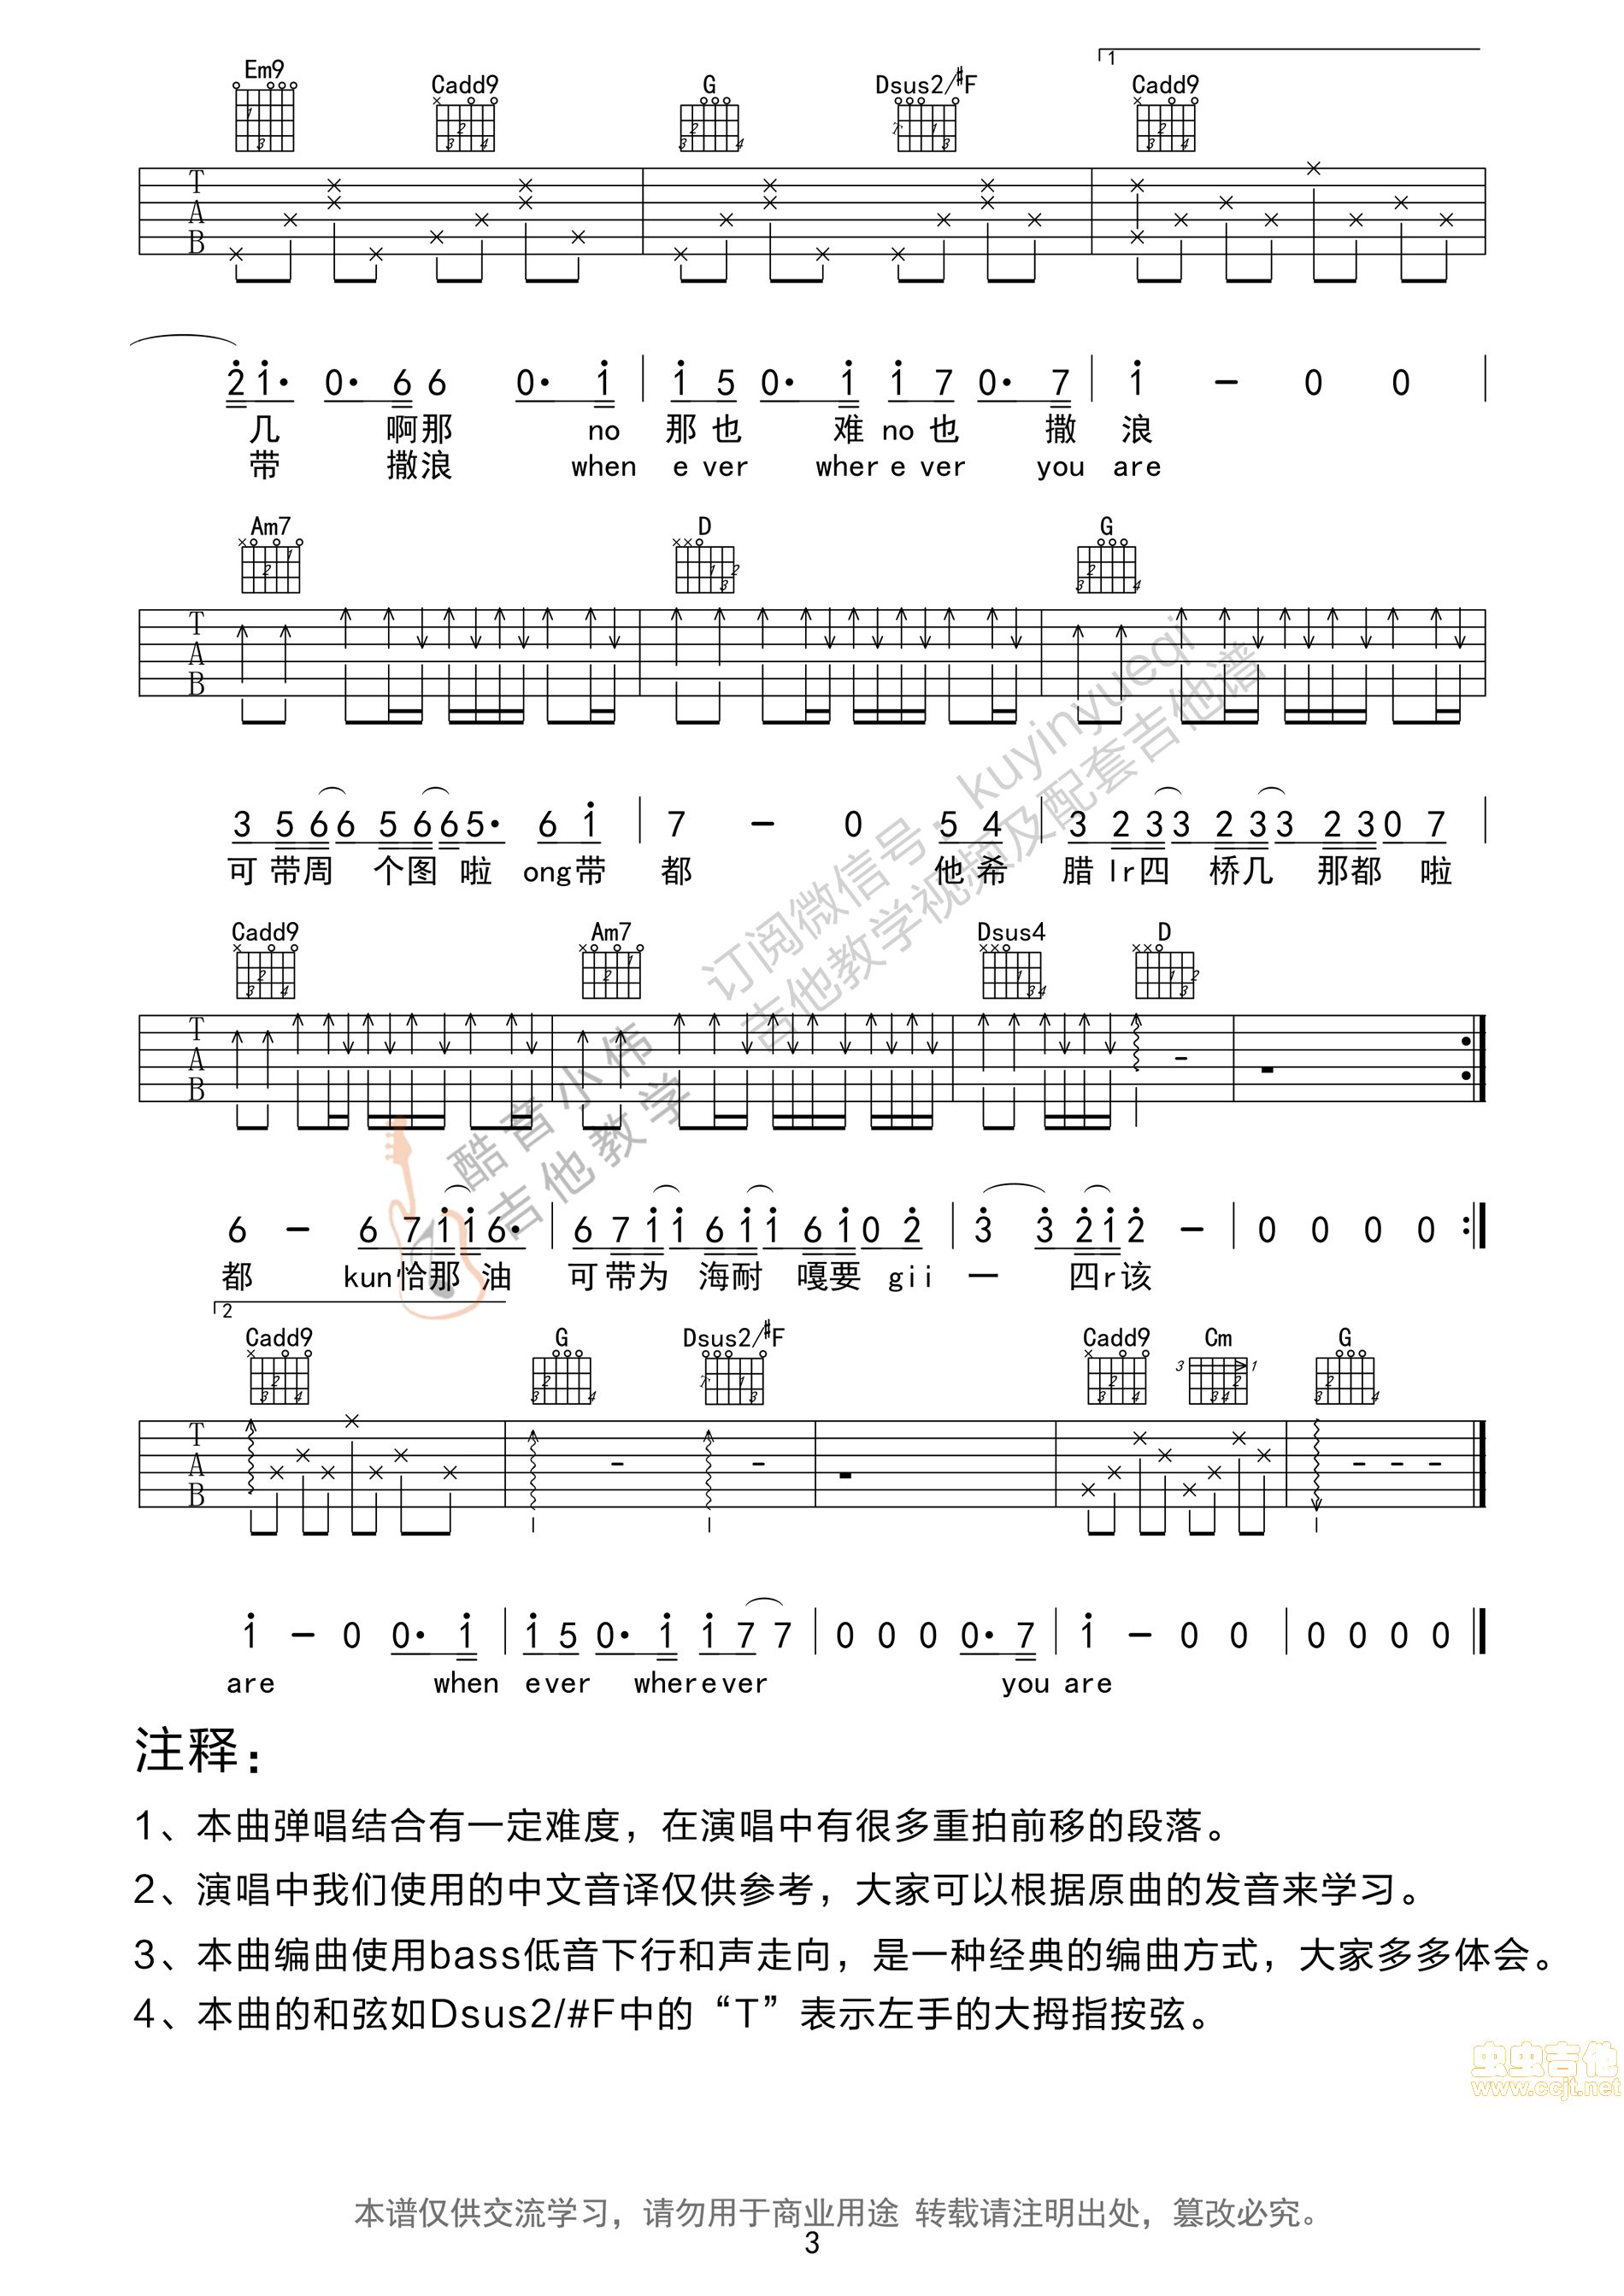 1
Em9 Cadd9 G Dsus2/#F Cadd9
T
A
B
2 1· 0· 6 6 0· 1 | 1 5 0· 1 1 7 0· 7 | 1 - 0 0 |
几 啊那 no 那也 难no也 撒 浪
带 撒浪 when e ver wher e ver you are
Am7 D G
T
A
B
3 5 6 6 5 6 6 5· 6 1 | 7 - 0 5 4 | 3 2 3 3 2 3 3 2 3 0 7 |
可带周 个图 啦 ong带 都 他希 腊lr四 桥几 那都 啦
Cadd9 Am7 Dsus4 D
T
A
B
6 - 6 7 1 1 6· | 6 7 1 1 6 1 1 6 1 0 2 | 3 3 2 1 2 - | 0 0 0 0 :|
都 kun恰那 油 可带为 海耐 嘎要 gii 一 四r该
2
Cadd9 G Dsus2/#F Cadd9 Cm G
3 1
T
A
B
1 - 0 0· 1 | 1 5 0· 1 1 7 7 | 0 0 0 0· 7 | 1 - 0 0 | 0 0 0 0 |
are when ever wherever you are
订阅微信号：kuyinyueqi
吉他教学视频及配套吉他谱
酷音小伟
吉他教学
注释：
1、本曲弹唱结合有一定难度，在演唱中有很多重拍前移的段落。
2、演唱中我们使用的中文音译仅供参考，大家可以根据原曲的发音来学习。
3、本曲编曲使用bass低音下行和声走向，是一种经典的编曲方式，大家多多体会。
4、本曲的和弦如Dsus2/#F中的“T”表示左手的大拇指按弦。
虫虫吉他
www.ccjt.net
本谱仅供交流学习，请勿用于商业用途 转载请注明出处，篡改必究。
3